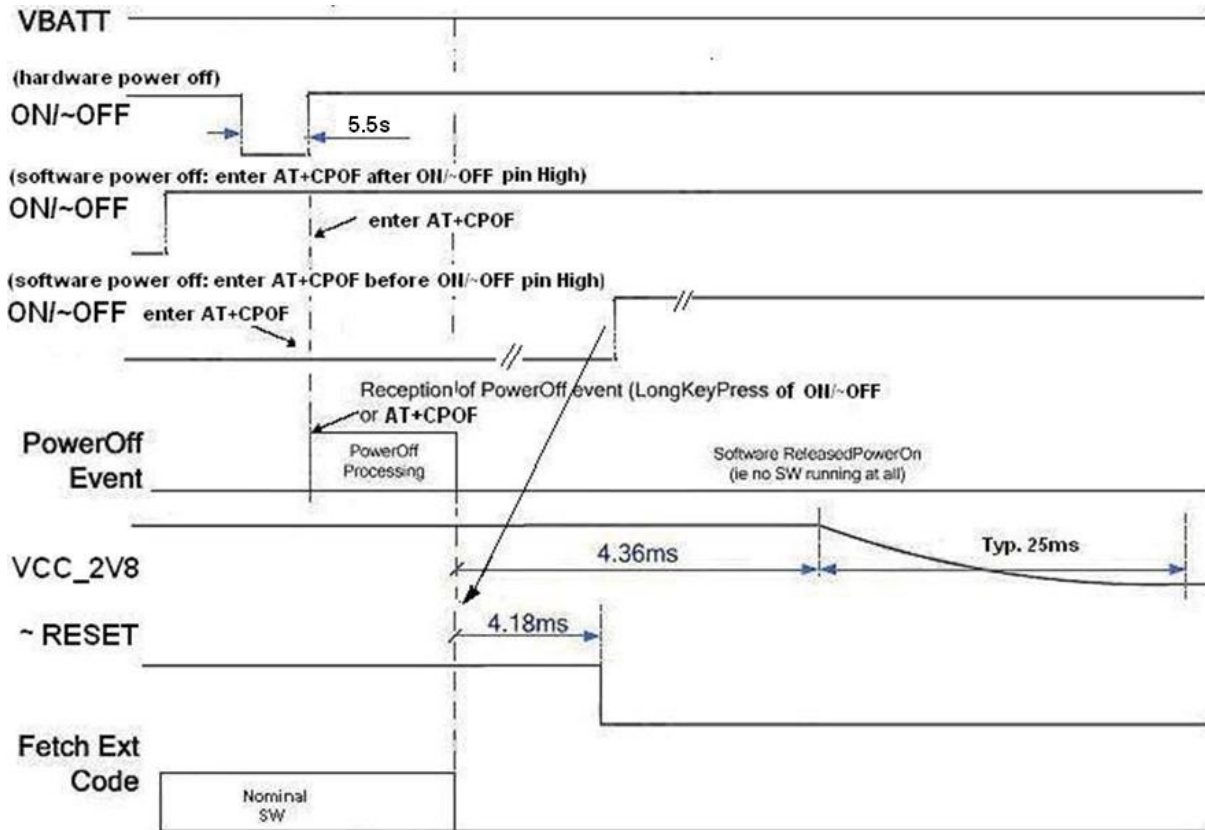 VBATT
(hardware power off)
ON/~OFF
5.5s
(software power off: enter AT+CPOF after ON/~OFF pin High)
ON/~OFF
enter AT+CPOF
(software power off: enter AT+CPOF before ON/~OFF pin High)
ON/~OFF
enter AT+CPOF
Reception of PowerOff event (LongKeyPress of ON/~OFF
or AT+CPOF
PowerOff
Event
PowerOff
Processing
Software ReleasedPowerOn
(ie no SW running at all)
VCC_2V8
4.36ms
Typ. 25ms
~ RESET
4.18ms
Fetch Ext
Code
Nominal
SW